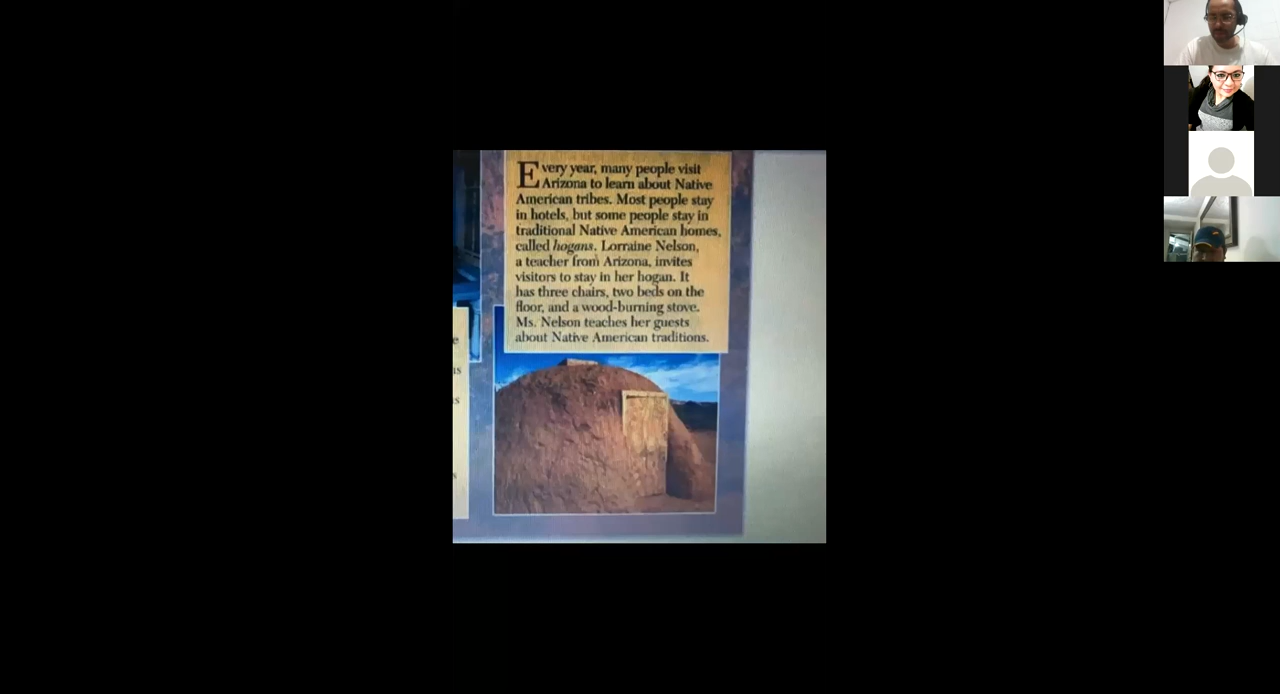 Every year, many people visit
Arizona to learn about Native
American tribes. Most people stay
in hotels, but some people stay in
traditional Native American homes,
called hogans. Lorraine Nelson,
a teacher from Arizona, invites
visitors to stay in her hogan. It
has three chairs, two beds on the
floor, and a wood-burning stove.
Ms. Nelson teaches her guests
about Native American traditions.
e
us
s
s